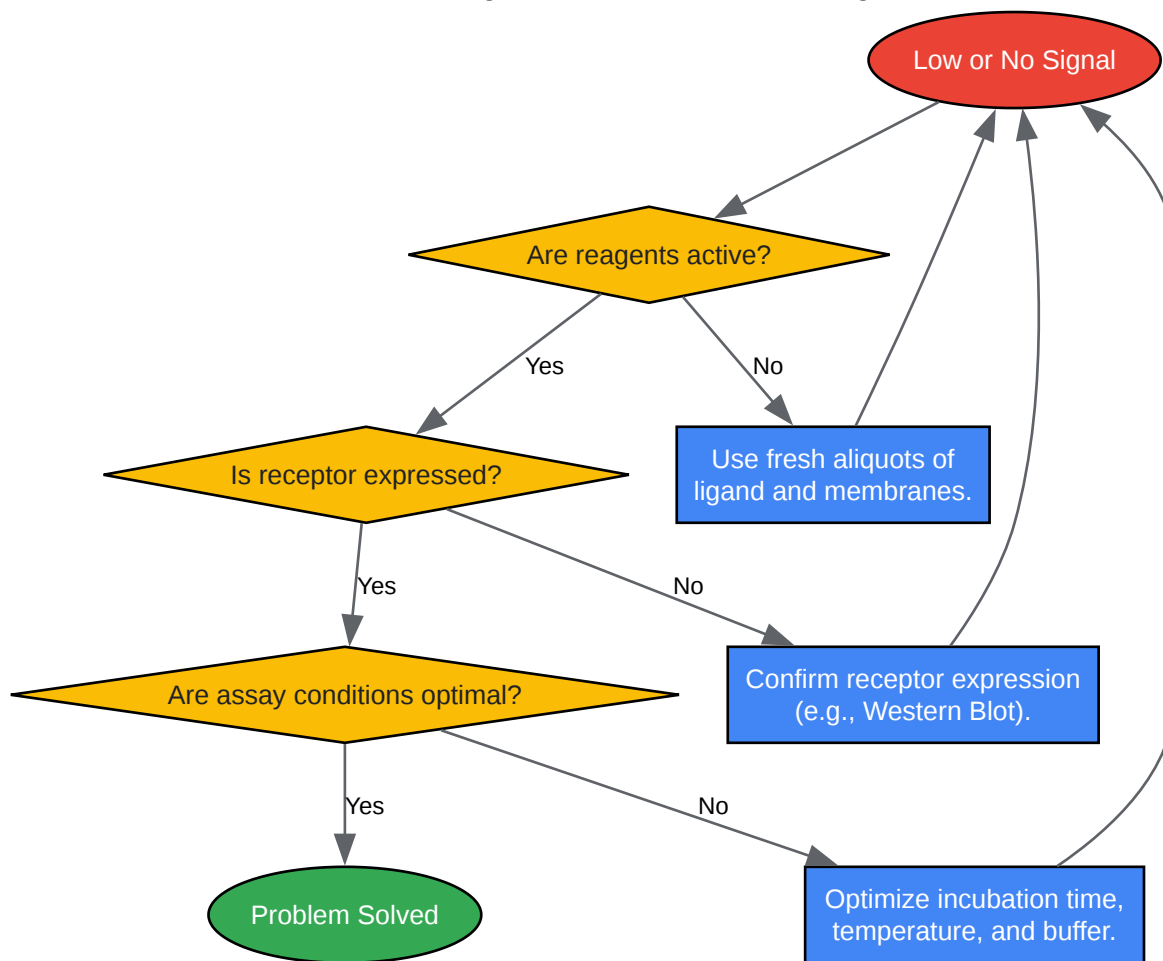 Low or No Signal
Are reagents active?
Yes
No
Is receptor expressed?
Use fresh aliquots of
ligand and membranes.
Yes
No
Are assay conditions optimal?
Confirm receptor expression
(e.g., Western Blot).
Yes
No
Problem Solved
Optimize incubation time,
temperature, and buffer.